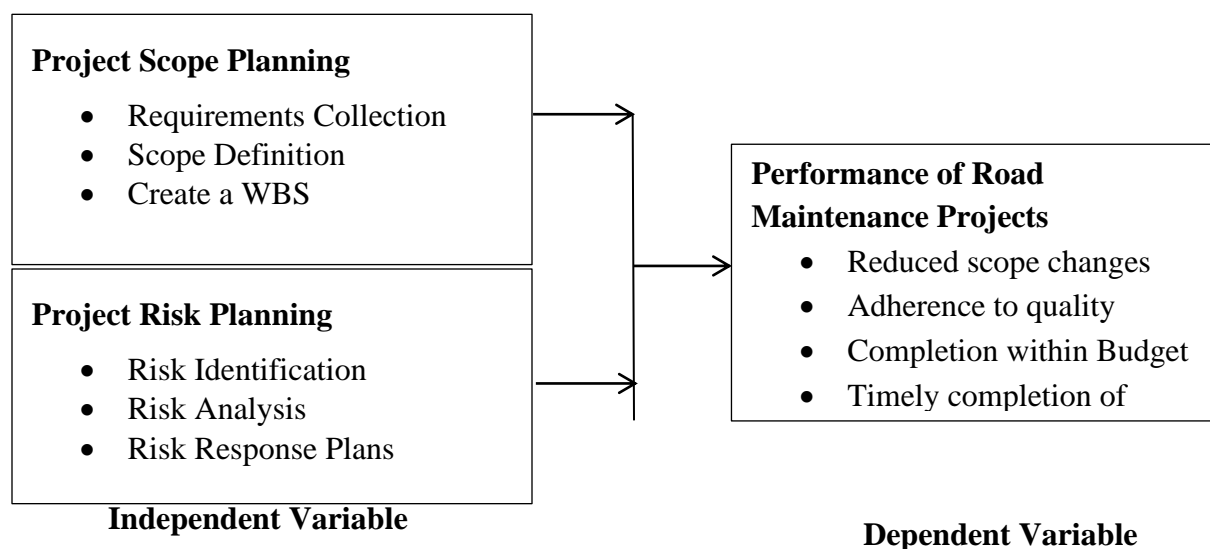 Project Scope Planning
• Requirements Collection
• Scope Definition
• Create a WBS
Project Risk Planning
• Risk Identification
• Risk Analysis
• Risk Response Plans
Independent Variable
Performance of Road
Maintenance Projects
• Reduced scope changes
• Adherence to quality
• Completion within Budget
• Timely completion of
Dependent Variable